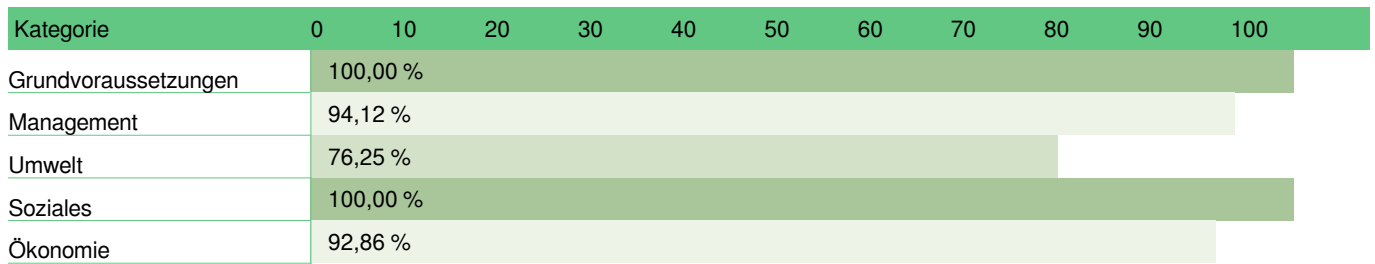 Kategorie 0 10 20 30 40 50 60 70 80 90 100
Grundvoraussetzungen 100,00 %
Management 94,12 %
Umwelt 76,25 %
Soziales 100,00 %
Ökonomie 92,86 %